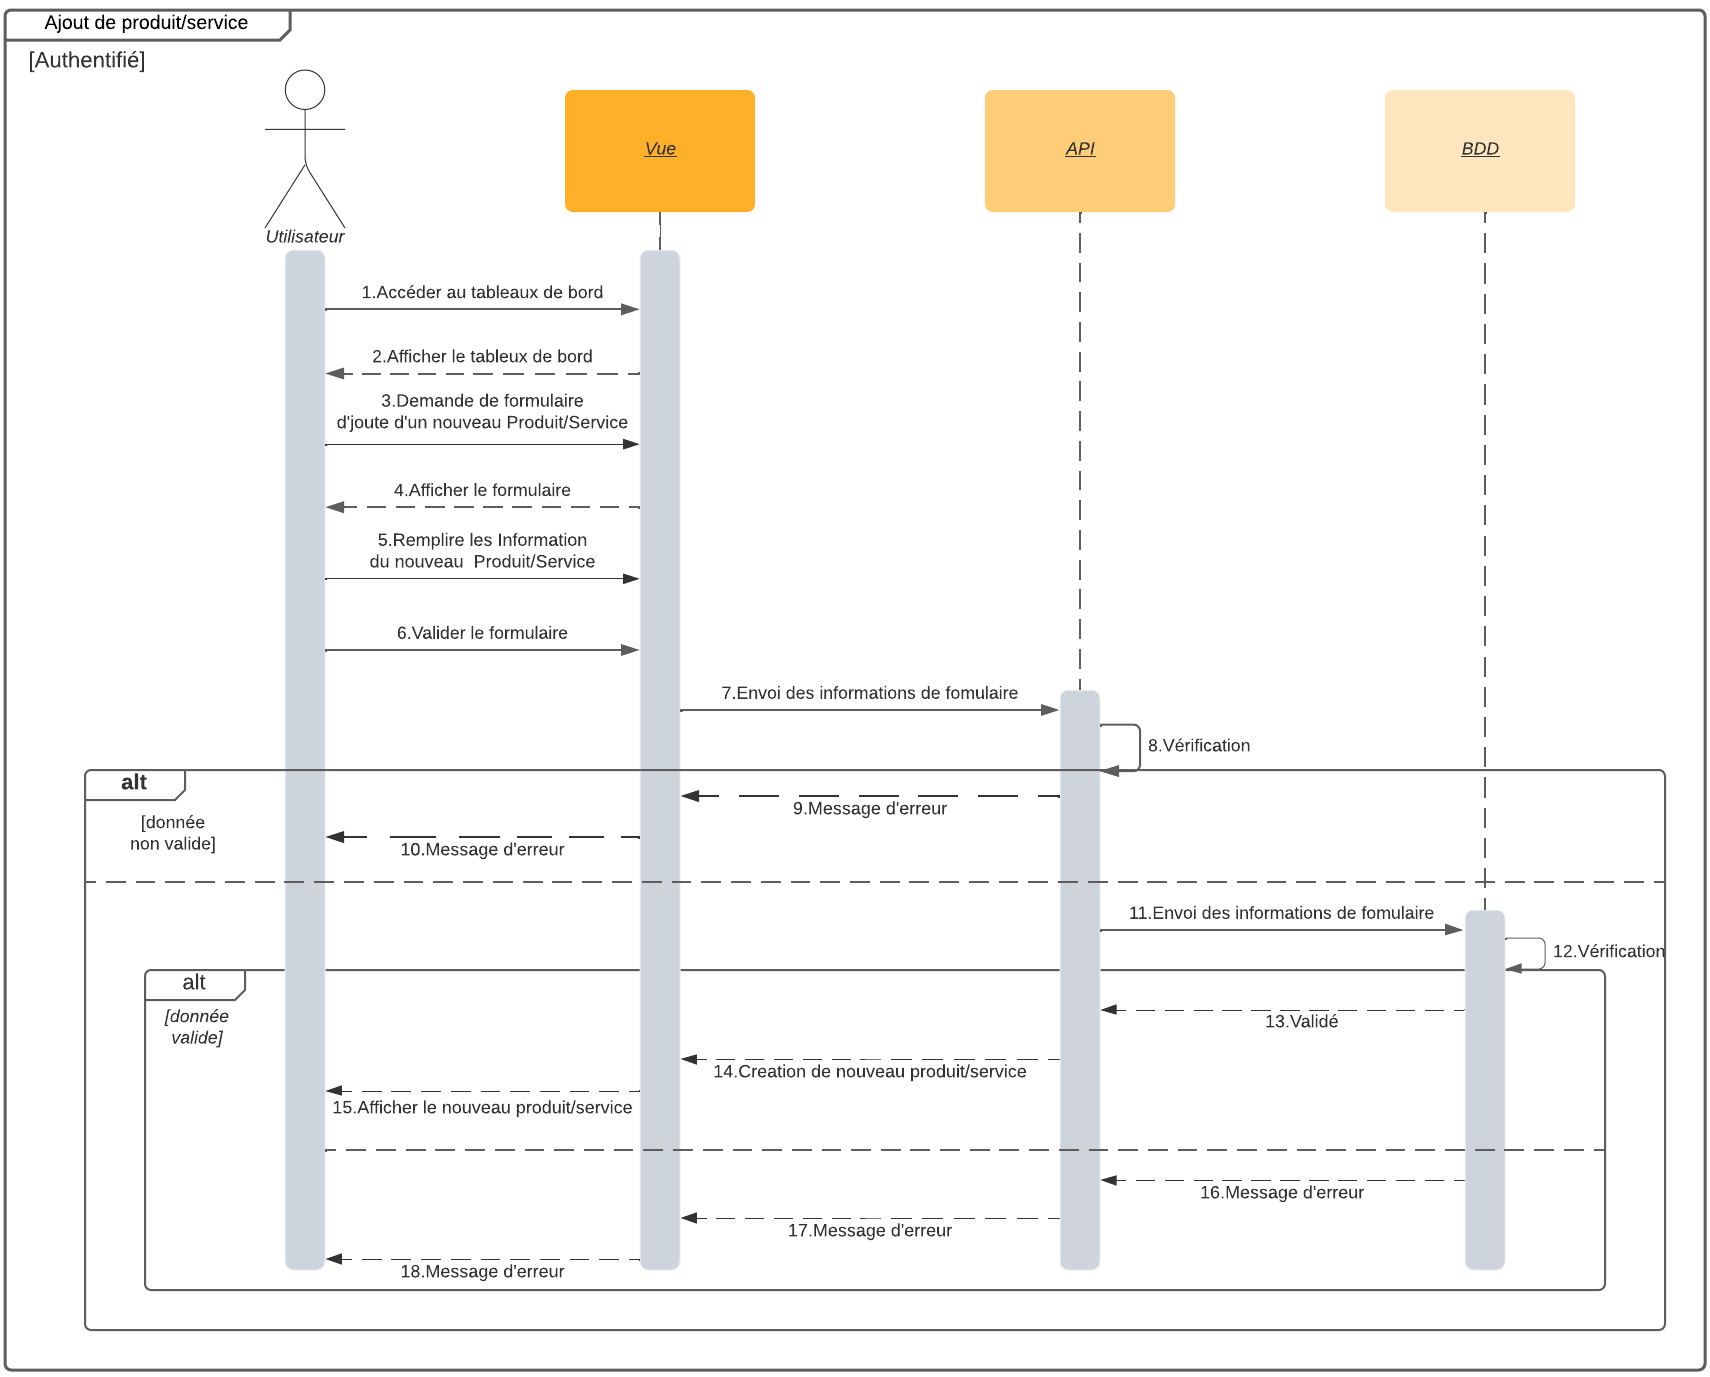 Ajout de produit/service
[Authentifié]
Utilisateur
Vue
API
BDD
1.Accéder au tableaux de bord
2.Afficher le tableux de bord
3.Demande de formulaire
d'joute d'un nouveau Produit/Service
4.Afficher le formulaire
5.Remplire les Information
du nouveau  Produit/Service
6.Valider le formulaire
7.Envoi des informations de fomulaire
8.Vérification
alt
[donnée
non valide]
9.Message d'erreur
10.Message d'erreur
11.Envoi des informations de fomulaire
12.Vérification
alt
[donnée
valide]
13.Validé
14.Creation de nouveau produit/service
15.Afficher le nouveau produit/service
16.Message d'erreur
17.Message d'erreur
18.Message d'erreur